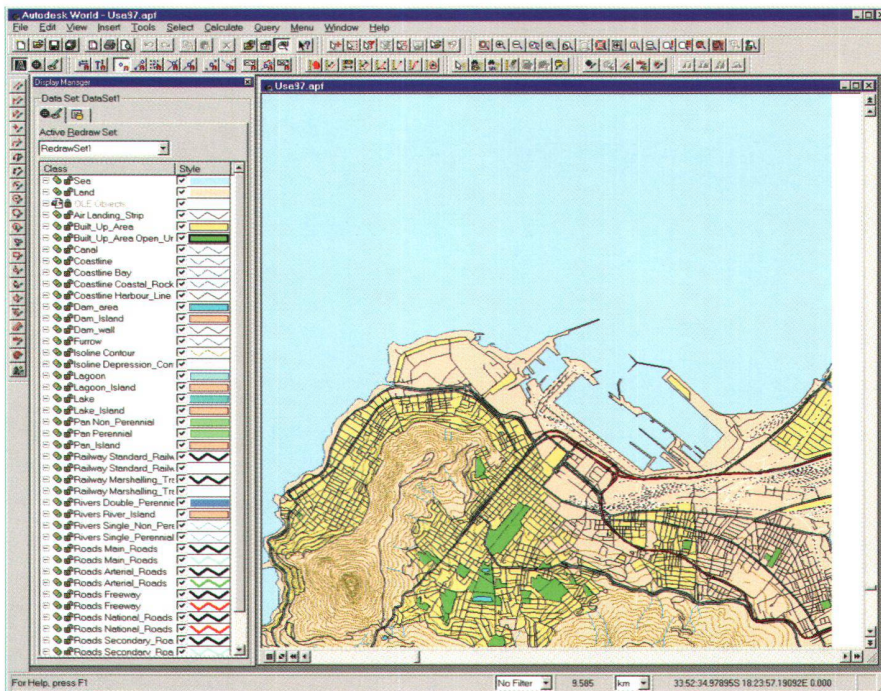 Autodesk World - Usa97.apf
File Edit View Insert Tools Select Calculate Query Menu Window Help
Display Manager
Data Set: DataSet1
Active Redraw Set:
RedrawSet1
Class Style
Sea
Land
OLE Objects
Air Landing_Strip
Built_Up_Area
Built_Up_Area Open_Ur
Canal
Coastline
Coastline Bay
Coastline Coastal_Rock
Coastline Harbour_Line
Dam_area
Dam_Island
Dam_wall
Furrow
Isoline Contour
Isoline Depression_Con
Lagoon
Lagoon_Island
Lake
Lake_Island
Pan Non_Perennial
Pan Perennial
Pan_Island
Railway Standard_Railw
Railway Standard_Railw
Railway Marshalling_Tra
Railway Marshalling_Tra
Rivers Double_Perennia
Rivers River_Island
Rivers Single_Non_Pere
Rivers Single_Perennial
Roads Main_Roads
Roads Main_Roads
Roads Arterial_Roads
Roads Arterial_Roads
Roads Freeway
Roads Freeway
Roads National_Roads
Roads National_Roads
Roads Secondary_Roa
Roads Secondary_Roa
Usa97.apf
For Help, press F1
No Filter 9.585 km 33:52:34.97895S 18:23:57.19092E 0.000